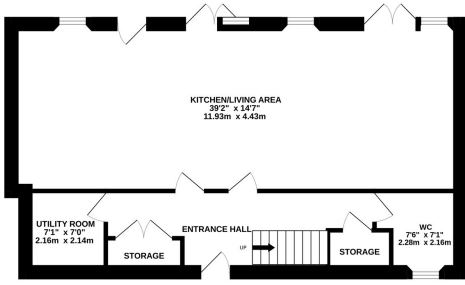 KITCHEN/LIVING AREA
39'2" x 14'7"
11.93m x 4.43m
UTILITY ROOM
7'1" x 7'0"
2.16m x 2.14m
STORAGE
ENTRANCE HALL
UP
STORAGE
WC
7'6" x 7'1"
2.28m x 2.16m